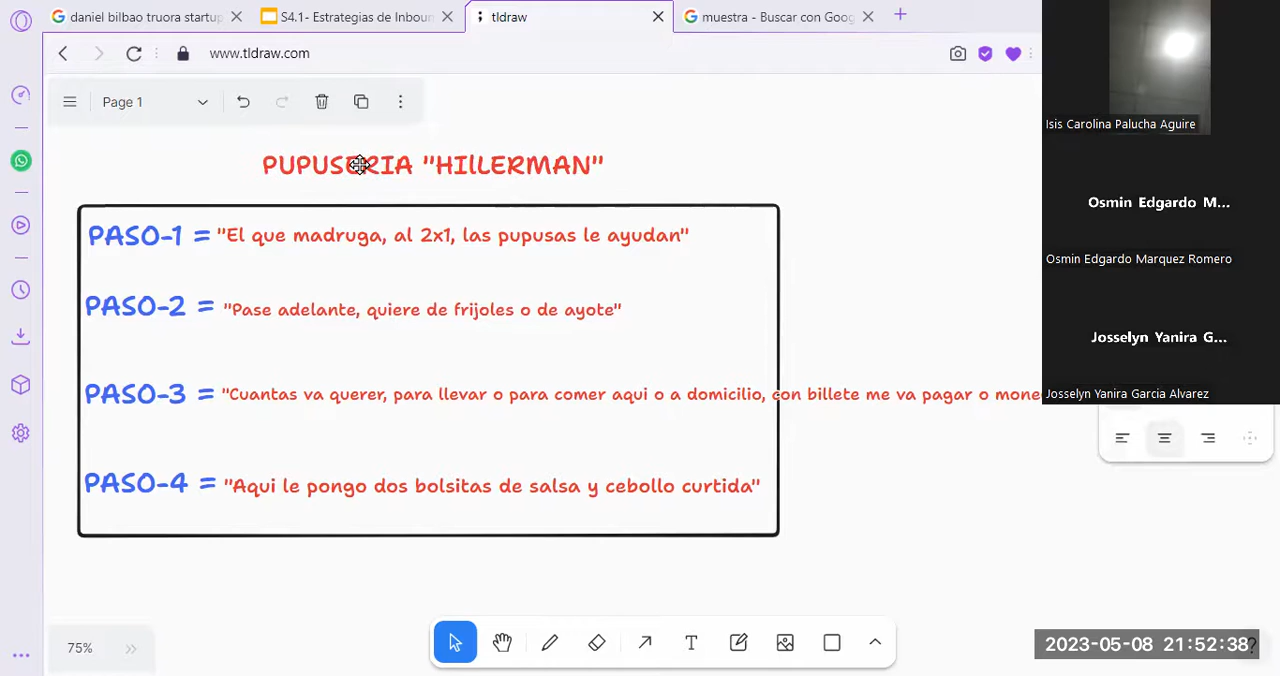 daniel bilbao truora startup
S4.1- Estrategias de Inboun
tldraw
muestra - Buscar con Goog
www.tldraw.com
Page 1
PUPUSERIA "HIllERMAN"
PASO-1 = "El que madruga, al 2x1, las pupusas le ayudan"
PASO-2 = "Pase adelante, quiere de frijoles o de ayote"
PASO-3 = "Cuantas va querer, para llevar o para comer aqui o a domicilio, con billete me va pagar o mone
PASO-4 = "Aqui le pongo dos bolsitas de salsa y cebollo curtida"
Isis Carolina Palucha Aguire
Osmin Edgardo M...
Osmin Edgardo Marquez Romero
Josselyn Yanira G...
Josselyn Yanira Garcia Alvarez
75%
2023-05-08 21:52:38